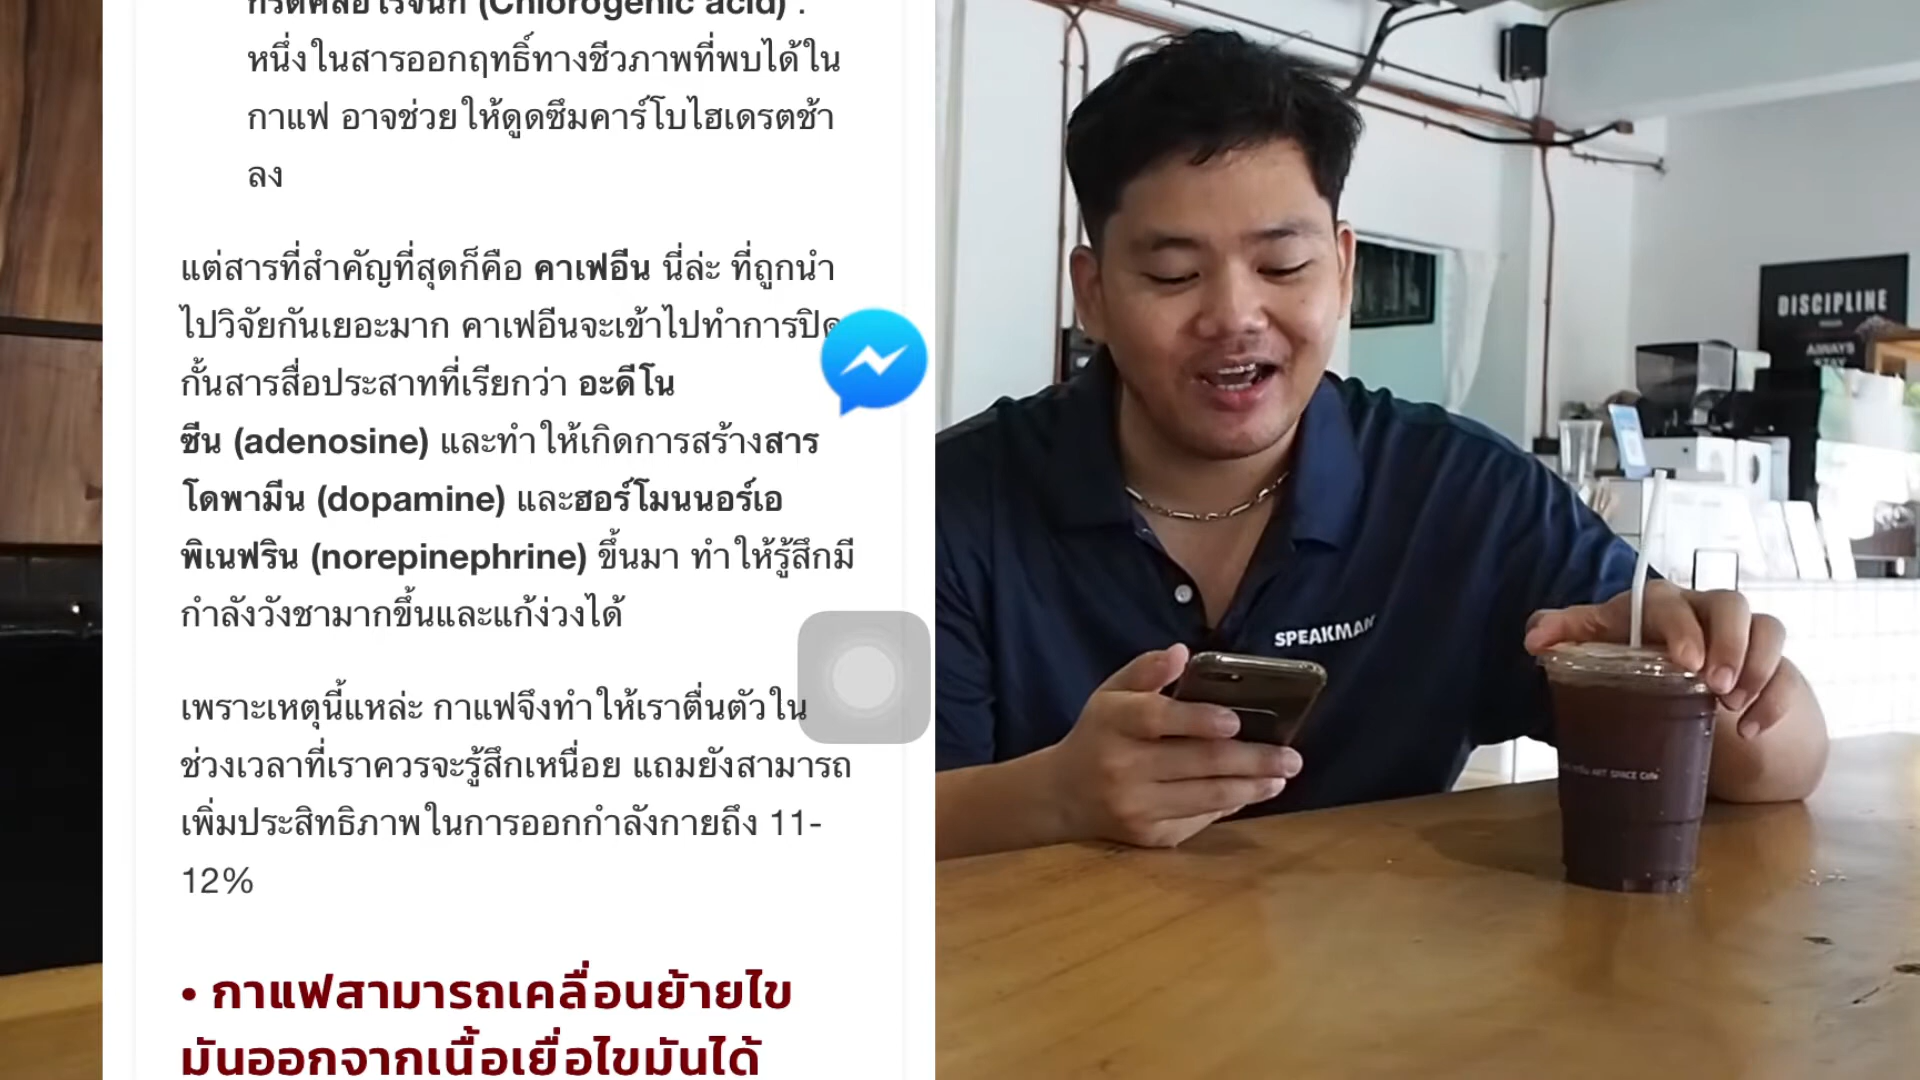 กรดคลอโรจินิก (Chlorogenic acid) :
หนึ่งในสารออกฤทธิ์ทางชีวภาพที่พบได้ใน
กาแฟ อาจช่วยให้ดูดซึมคาร์โบไฮเดรตช้า
ลง
แต่สารที่สำคัญที่สุดก็คือ คาเฟอีน นี่ล่ะ ที่ถูกนำ
ไปวิจัยกันเยอะมาก คาเฟอีนจะเข้าไปทำการปิด
กั้นสารสื่อประสาทที่เรียกว่า อะดีโน
ซีน (adenosine) และทำให้เกิดการสร้างสาร
โดพามีน (dopamine) และฮอร์โมนนอร์เอ
พิเนฟริน (norepinephrine) ขึ้นมา ทำให้รู้สึกมี
กำลังวังชามากขึ้นและแก้ง่วงได้
เพราะเหตุนี้แหล่ะ กาแฟจึงทำให้เราตื่นตัวใน
ช่วงเวลาที่เราควรจะรู้สึกเหนื่อย แถมยังสามารถ
เพิ่มประสิทธิภาพในการออกกำลังกายถึง 11-
12%
• กาแฟสามารถเคลื่อนย้ายไข
มันออกจากเนื้อเยื่อไขมันได้
DISCIPLINE
ALWAYS
SPEAKMAN
ART SPACE Cafe